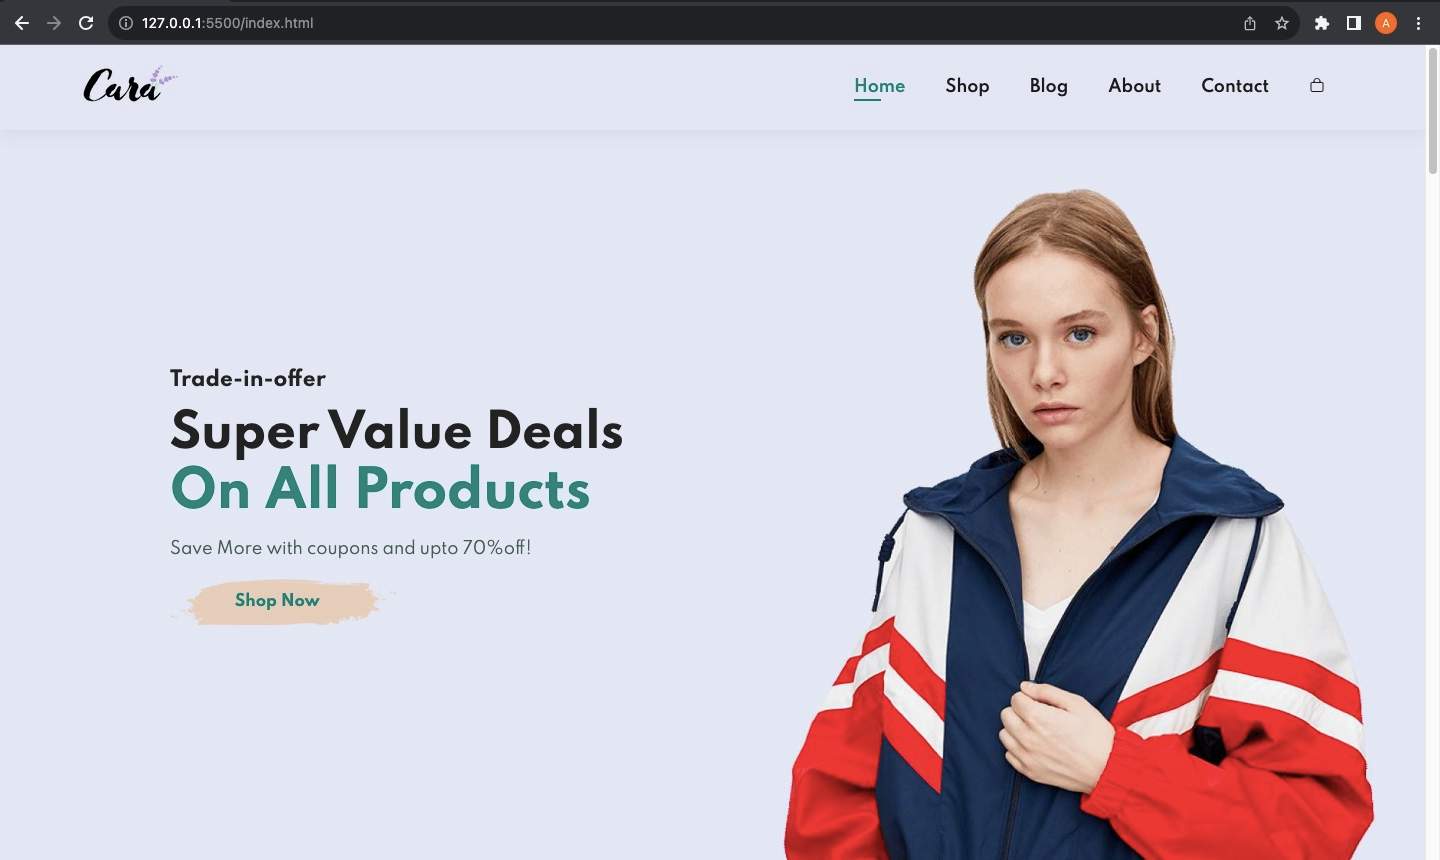 127.0.0.1:5500/index.html
A
Cara
Home Shop Blog About Contact
Trade-in-offer
Super Value Deals
On All Products
Save More with coupons and upto 70%off!
Shop Now